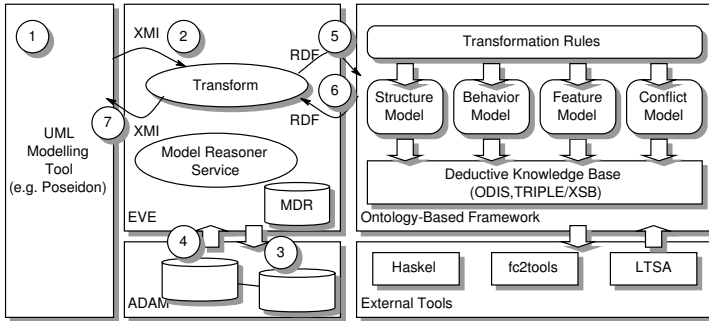 1
XMI
2
RDF
5
Transformation Rules
Transform
6
Structure
Model
Behavior
Model
Feature
Model
Conflict
Model
7
XMI
RDF
UML
Modelling
Tool
(e.g. Poseidon)
Model Reasoner
Service
Deductive Knowledge Base
(ODIS,TRIPLE/XSB)
MDR
EVE
Ontology-Based Framework
4
3
Haskel
fc2tools
LTSA
ADAM
External Tools